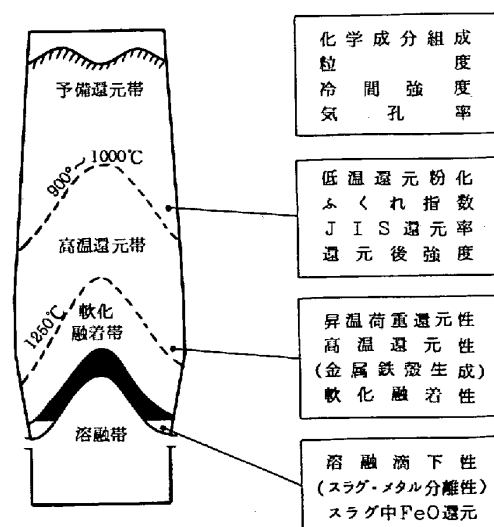 予備還元帯
900°~1000℃
高温還元帯
1250℃
軟化
融着帯
溶融帯
化学成分組成
粒度
冷間強度
気孔率
低温還元粉化
ふくれ指数
JIS還元率
還元後強度
昇温荷重還元性
高温還元性
(金属鉄殻生成)
軟化融着性
溶融滴下性
(スラグ・メタル分離性)
スラグ中FeO還元